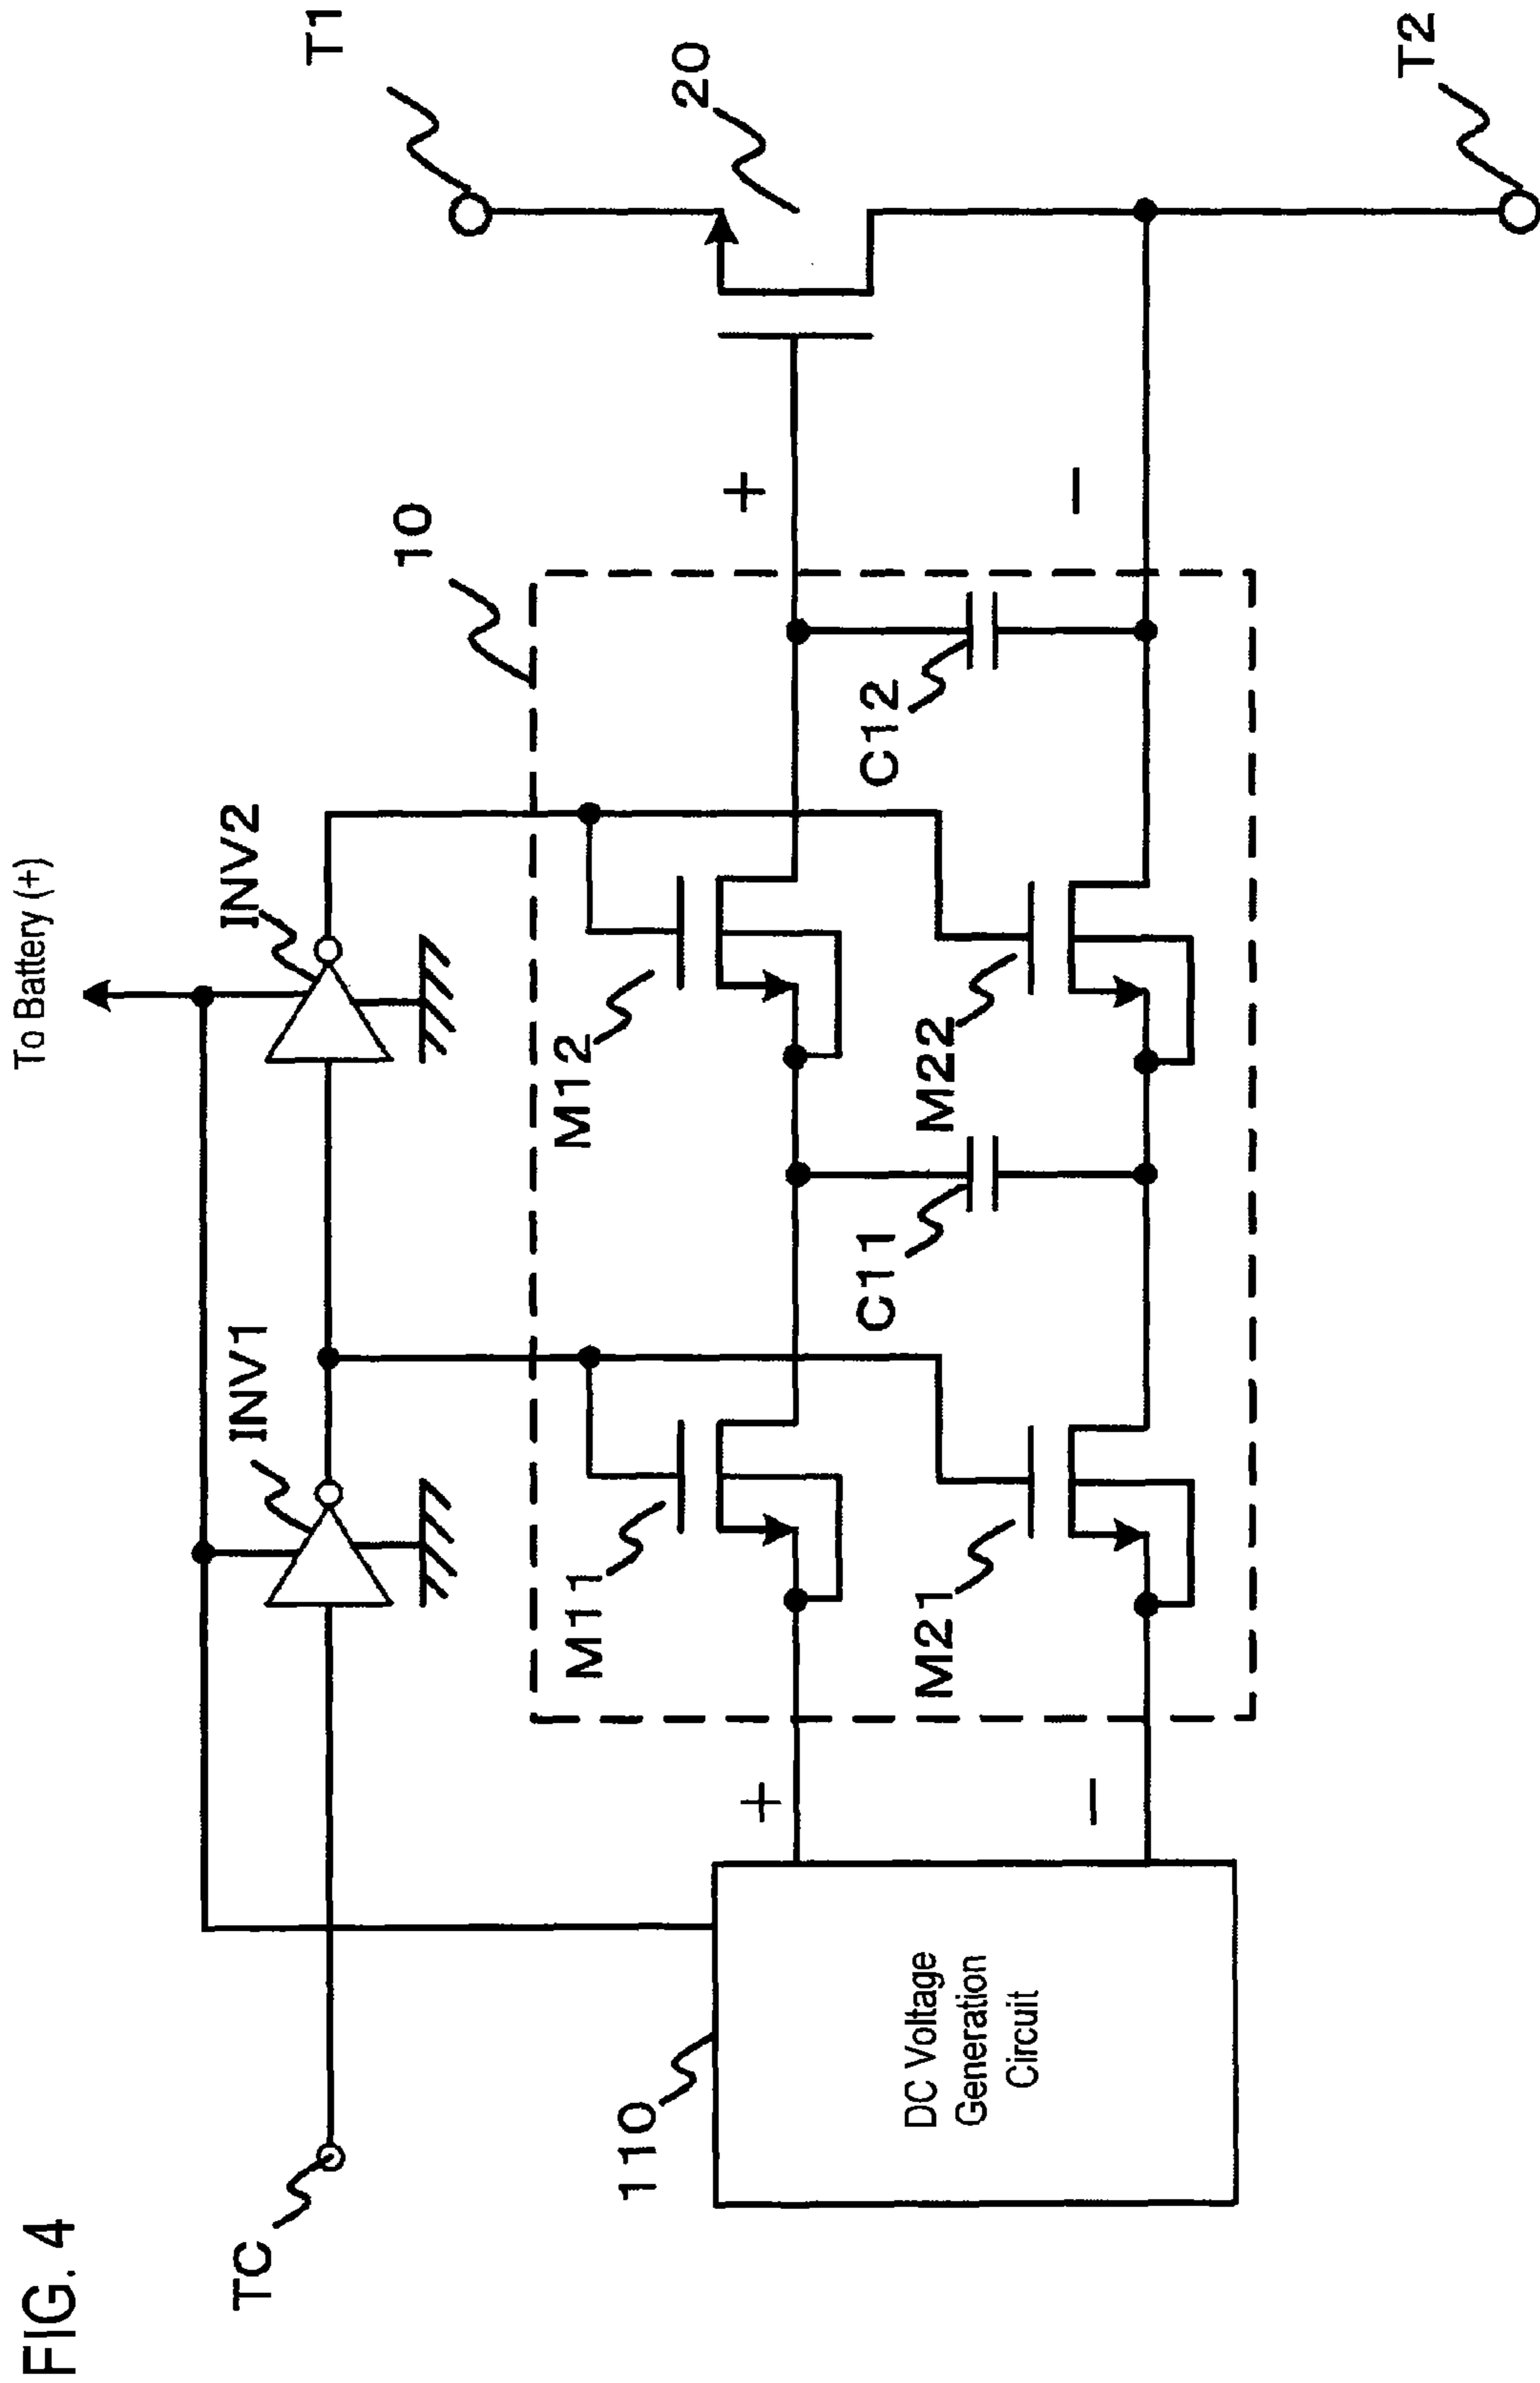 FIG. 4
To Battery (+)
TC
INV1
INV2
10
T1
M11
M12
20
+
+
110
DC Voltage
Generation
Circuit
C11
C12
M21
M22
−
−
T2